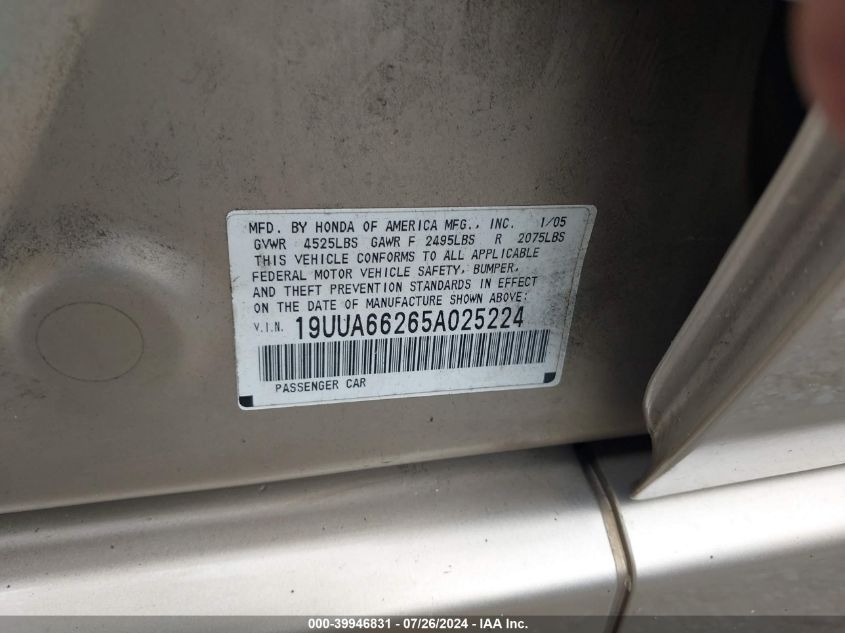 MFD. BY HONDA OF AMERICA MFG., INC. 1/05
GVWR 4525LBS GAWR F 2495LBS R 2075LBS
THIS VEHICLE CONFORMS TO ALL APPLICABLE
FEDERAL MOTOR VEHICLE SAFETY, BUMPER,
AND THEFT PREVENTION STANDARDS IN EFFECT
ON THE DATE OF MANUFACTURE SHOWN ABOVE:
V.I.N. 19UUA66265A025224
PASSENGER CAR
000-39946831 - 07/26/2024 - IAA Inc.